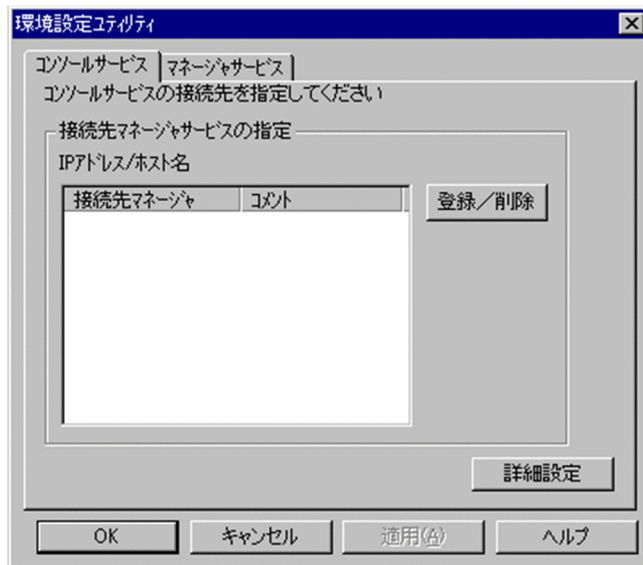 環境設定ユティリティ
コンソールサービス マネージャサービス
コンソールサービスの接続先を指定してください
接続先マネージャサービスの指定
IPアドレス/ホスト名
接続先マネージャ コメント
登録／削除
詳細設定
OK キャンセル 適用(A) ヘルプ